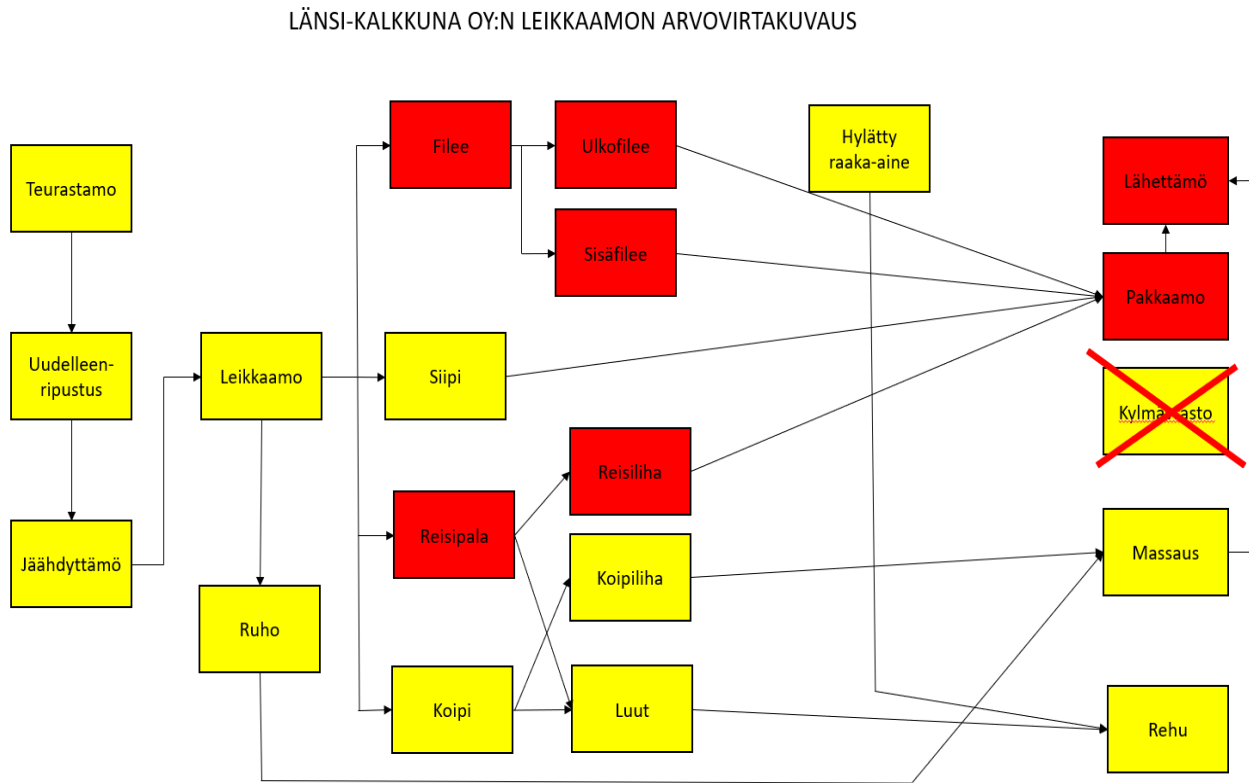 LÄNSI-KALKKUNA OY:N LEIKKAAMON ARVOVIRTAKUVAUS
Teurastamo
Uudelleen-
ripustus
Jäähdyttämö
Leikkaamo
Ruho
Filee
Ulkofilee
Sisäfilee
Siipi
Reisipala
Reisiliha
Koipiliha
Koipi
Luut
Hylätty
raaka-aine
Lähettämö
Pakkaamo
Massaus
Rehu